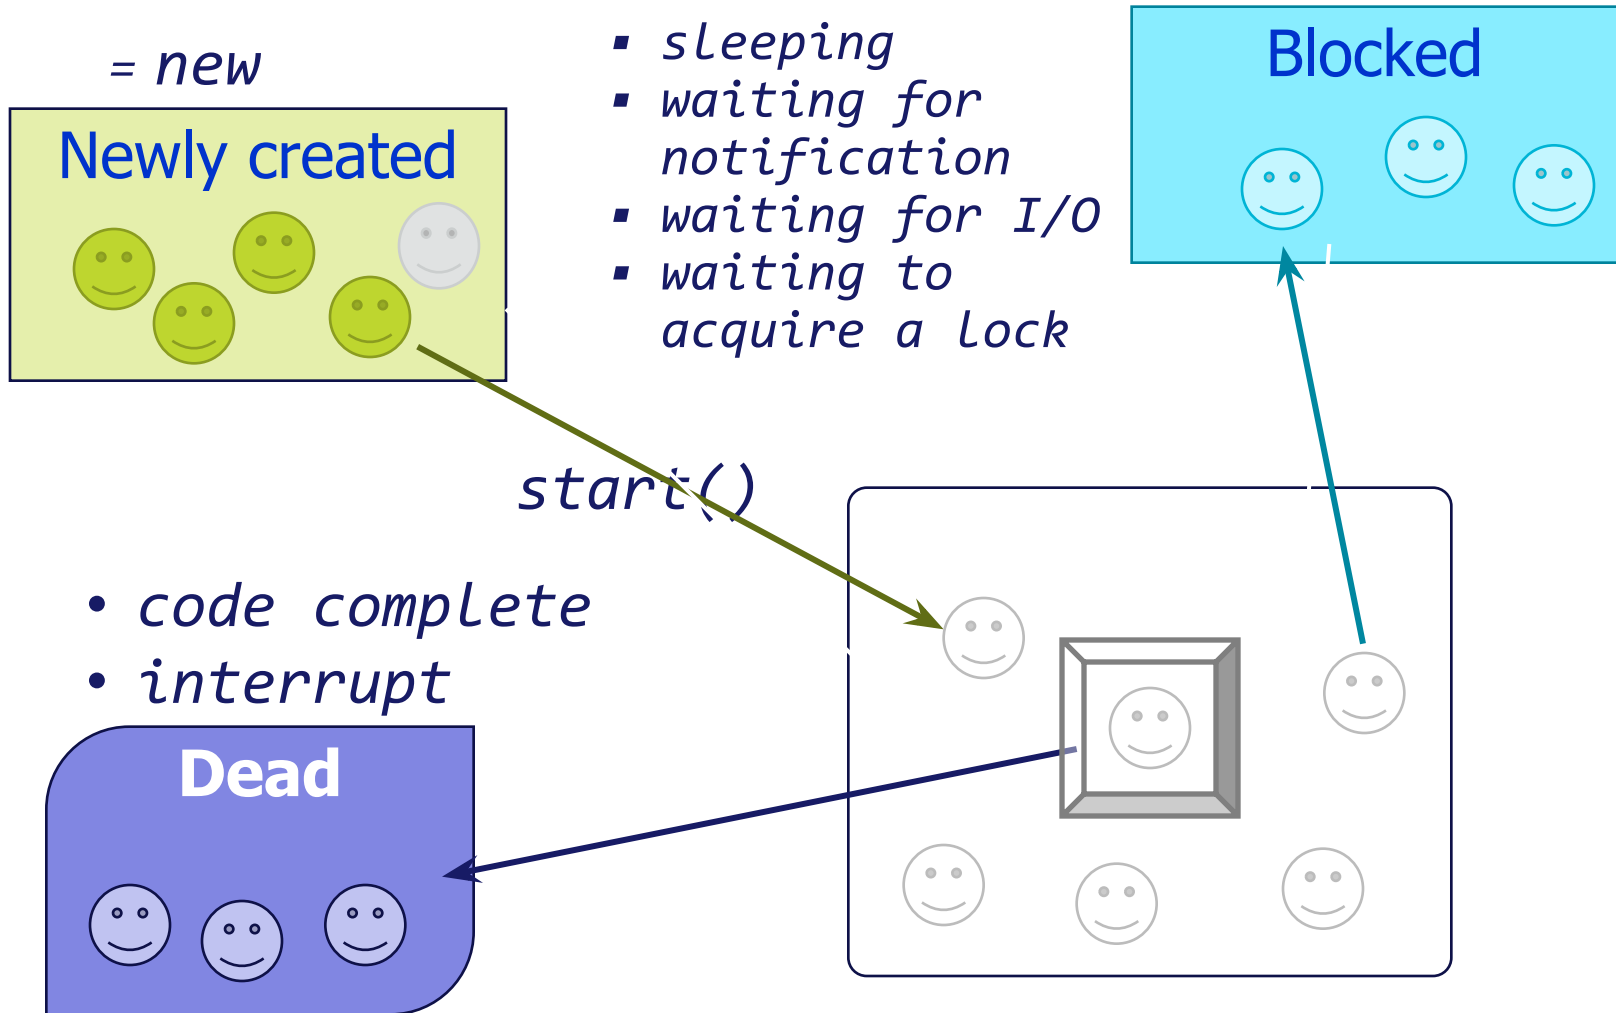 = new
Newly created
▪ sleeping
▪ waiting for
notification
▪ waiting for I/O
▪ waiting to
acquire a lock
Blocked
start()
• code complete
• interrupt
Dead